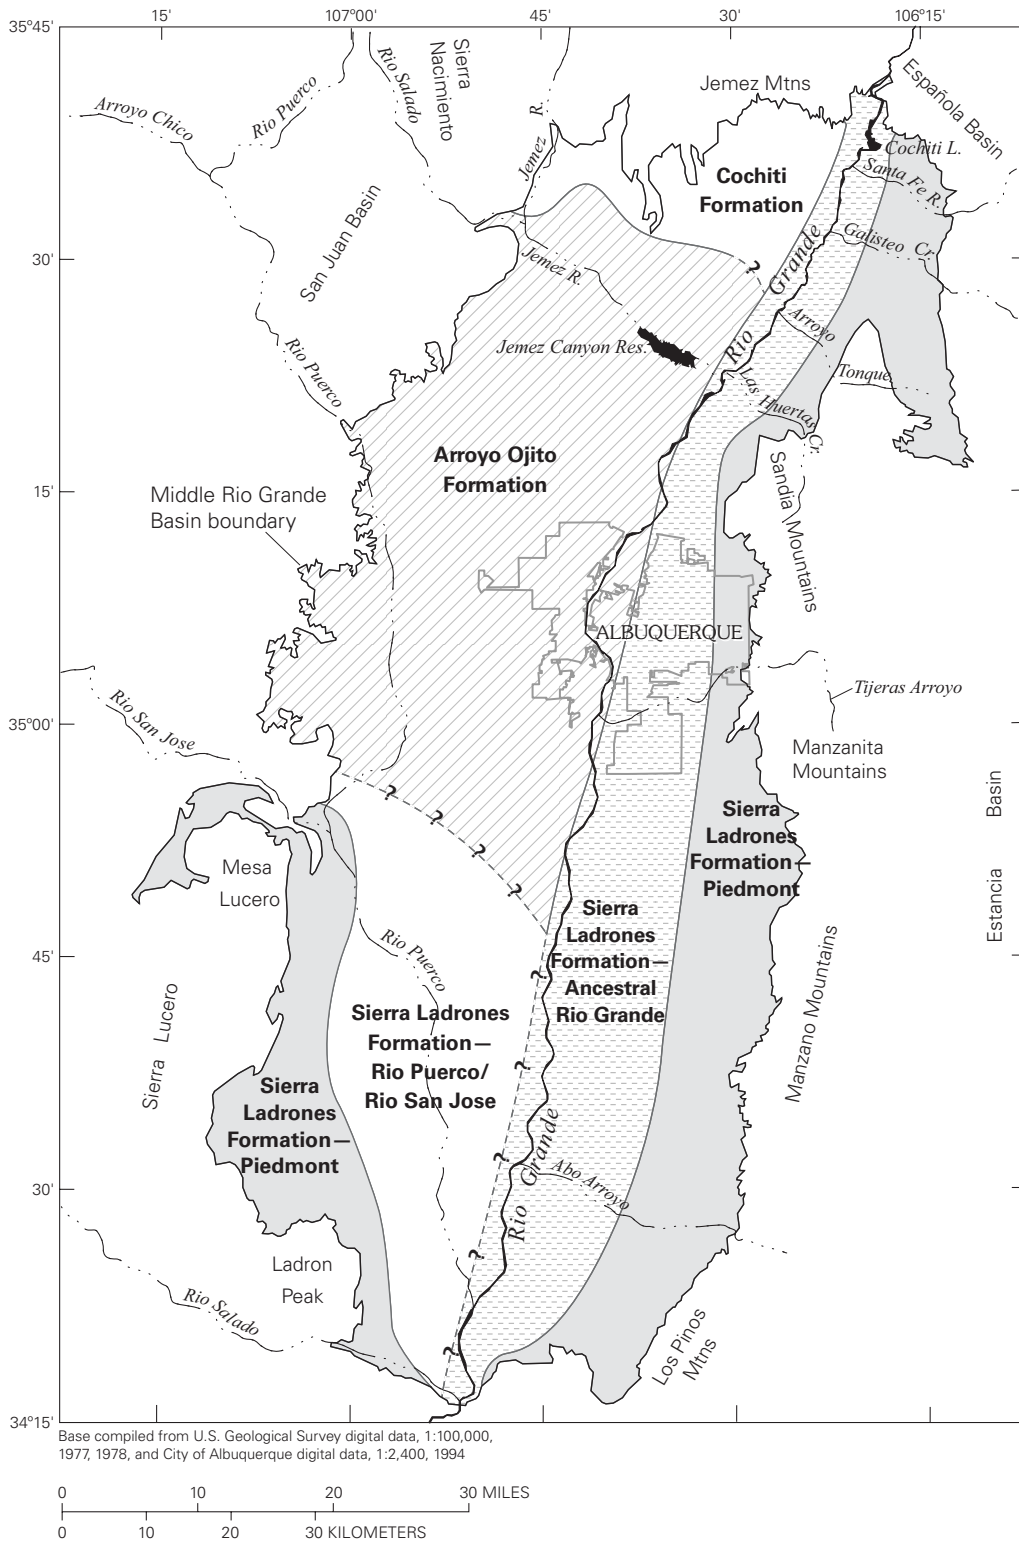 15'
107°00'
45'
30'
106°15'
35°45'
Sierra
Nacimiento
Rio Salado
Rio Puerco
Arroyo Chico
Jemez R.
Jemez Mtns
Española Basin
Cochiti L.
Santa Fe R.
Cochiti
Formation
San Juan Basin
Galisteo Cr.
30'
Jemez R.
?
Rio Grande
Arroyo
Tonque
Jemez Canyon Res.
Rio Puerco
Las Huertas Cr.
Arroyo Ojito
Formation
15'
Middle Rio Grande
Basin boundary
Sandia Mountains
ALBUQUERQUE
Tijeras Arroyo
Rio San Jose
35°00'
Manzanita
Mountains
?
?
?
?
Sierra
Ladrones
Formation—
Piedmont
Estancia Basin
Mesa
Lucero
Sierra
Ladrones
Formation—
Ancestral
Rio Grande
Rio Puerco
45'
?
Manzano Mountains
Sierra Ladrones
Formation—
Rio Puerco/
Rio San Jose
Sierra Lucero
?
Sierra
Ladrones
Formation—
Piedmont
?
Rio Grande
Abo Arroyo
30'
?
Ladron
Peak
Rio Salado
?
Los Pinos
Mtns
34°15'
Base compiled from U.S. Geological Survey digital data, 1:100,000,
1977, 1978, and City of Albuquerque digital data, 1:2,400, 1994
0 10 20 30 MILES
0 10 20 30 KILOMETERS